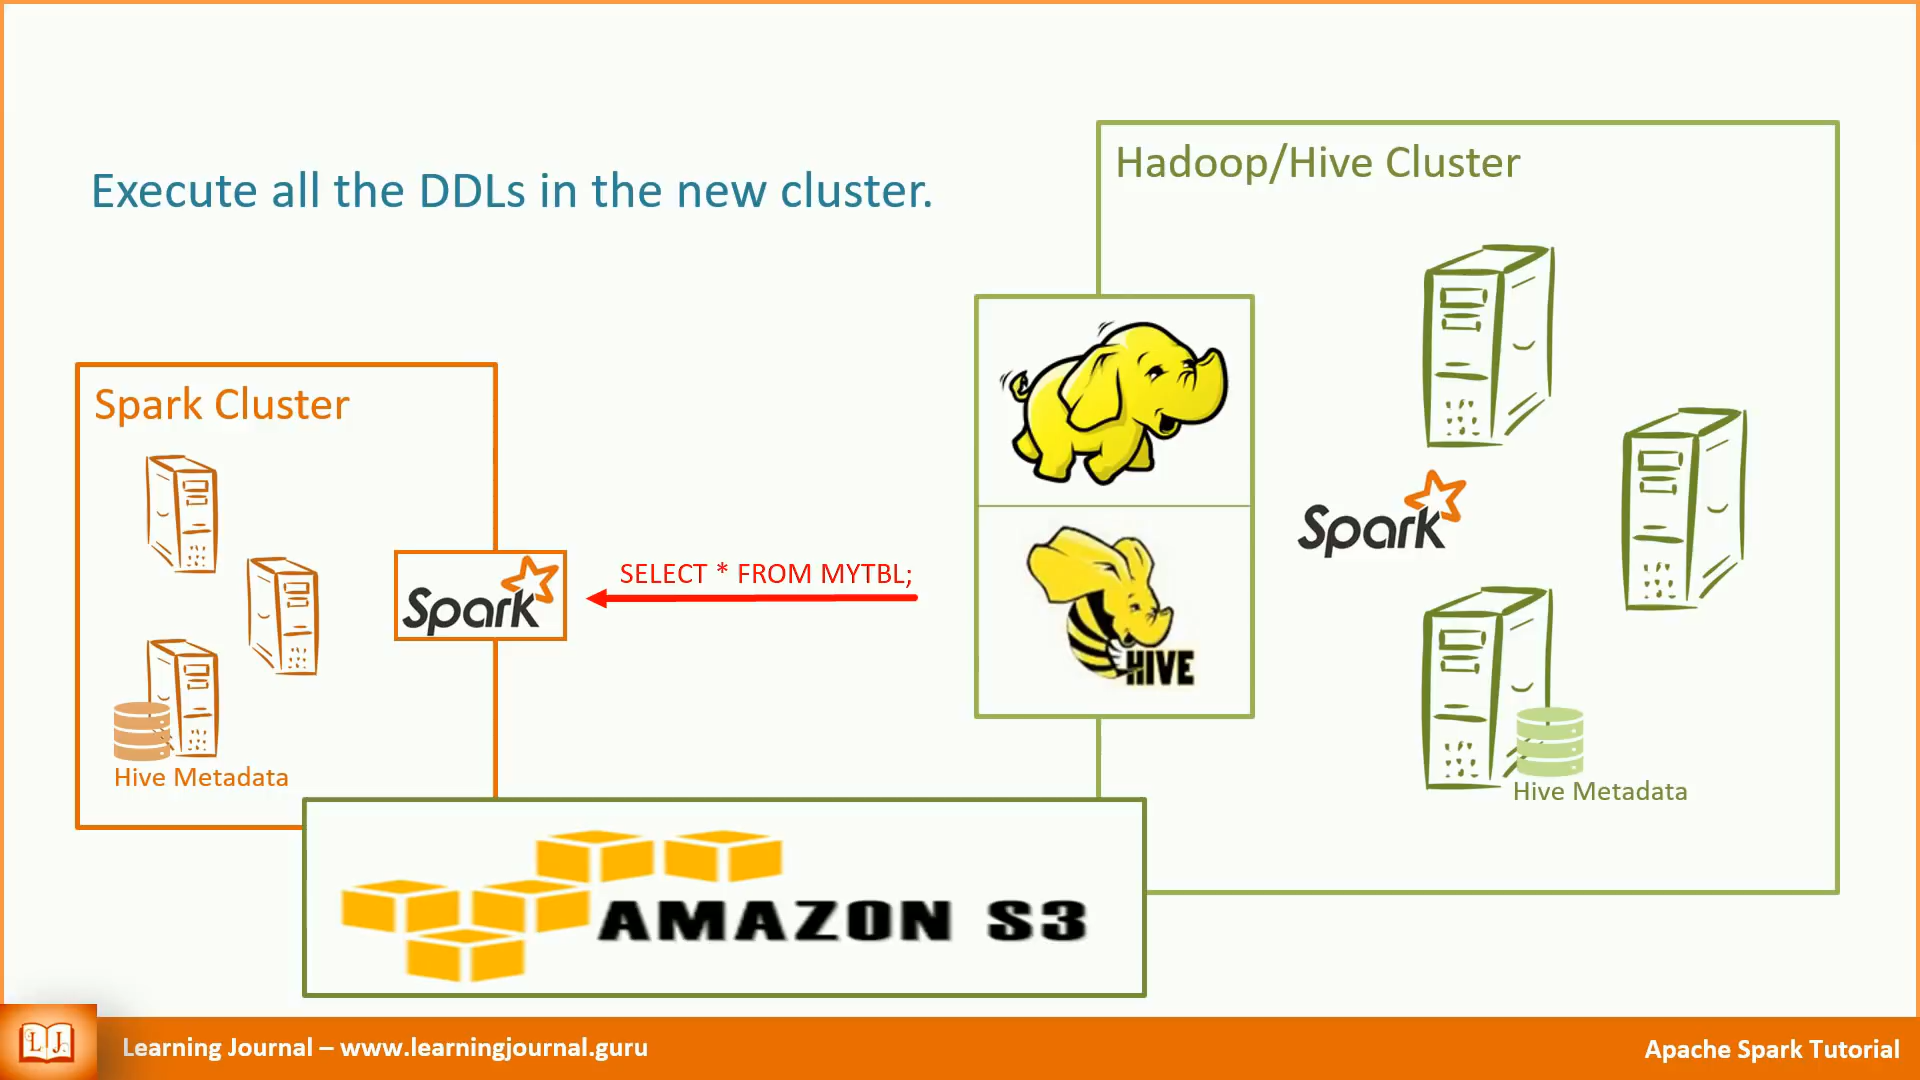 Execute all the DDLs in the new cluster.
Hadoop/Hive Cluster
Spark Cluster
Spark
SELECT * FROM MYTBL;
HIVE
Spark
Hive Metadata
Hive Metadata
AMAZON S3
LJ
Learning Journal – www.learningjournal.guru
Apache Spark Tutorial